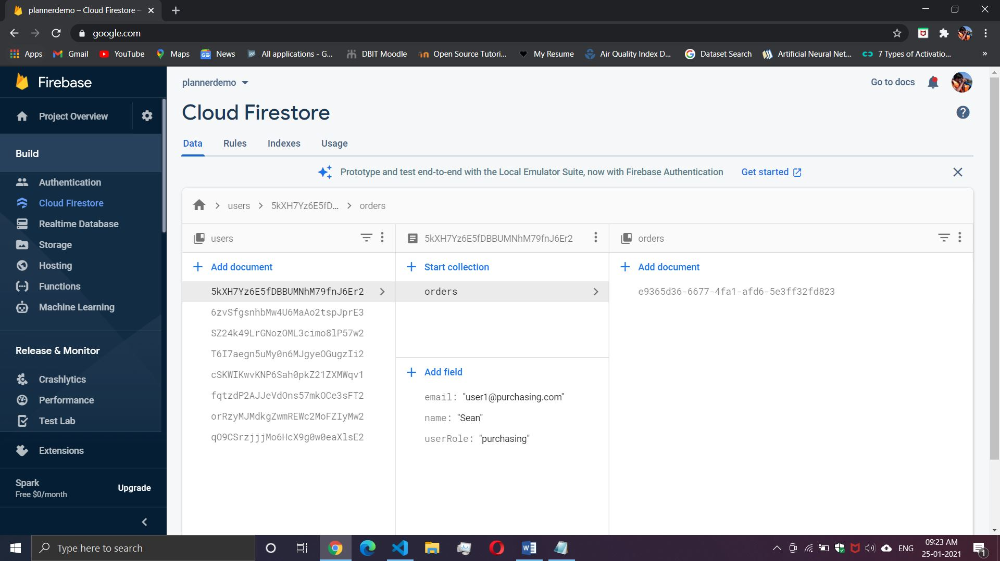 plannerdemo – Cloud Firestore –
google.com
Apps Gmail YouTube Maps News All applications - G... DBIT Moodle Open Source Tutori... My Resume Air Quality Index D... Dataset Search Artificial Neural Net... 7 Types of Activatio... »
Firebase
Project Overview
Build
Authentication
Cloud Firestore
Realtime Database
Storage
Hosting
Functions
Machine Learning
Release & Monitor
Crashlytics
Performance
Test Lab
Extensions
Spark
Free $0/month
Upgrade
plannerdemo
Go to docs
Cloud Firestore
Data Rules Indexes Usage
Prototype and test end-to-end with the Local Emulator Suite, now with Firebase Authentication Get started
users > 5kXH7Yz6E5fD... > orders
users
Add document
5kXH7Yz6E5fDBBUMNhM79fnJ6Er2
6zvSfgsnhbMw4U6MaAo2tspJprE3
SZ24k49LrGNozOML3cimo8lP57w2
T6I7aegn5uMy0n6MJgyeOGugzIi2
cSKWIKwvKNP6Sah0pkZ21ZXMWqv1
fqtzdP2AJJeVdOns57mkOCe3sFT2
orRzyMJMdkgZwmREWc2MoFZIyMw2
qO9CSrzjjjMo6HcX9g0w0eaXlsE2
5kXH7Yz6E5fDBBUMNhM79fnJ6Er2
Start collection
orders
Add field
email: "user1@purchasing.com"
name: "Sean"
userRole: "purchasing"
orders
Add document
e9365d36-6677-4fa1-afd6-5e3ff32fd823
Type here to search
ENG
09:23 AM
25-01-2021
1